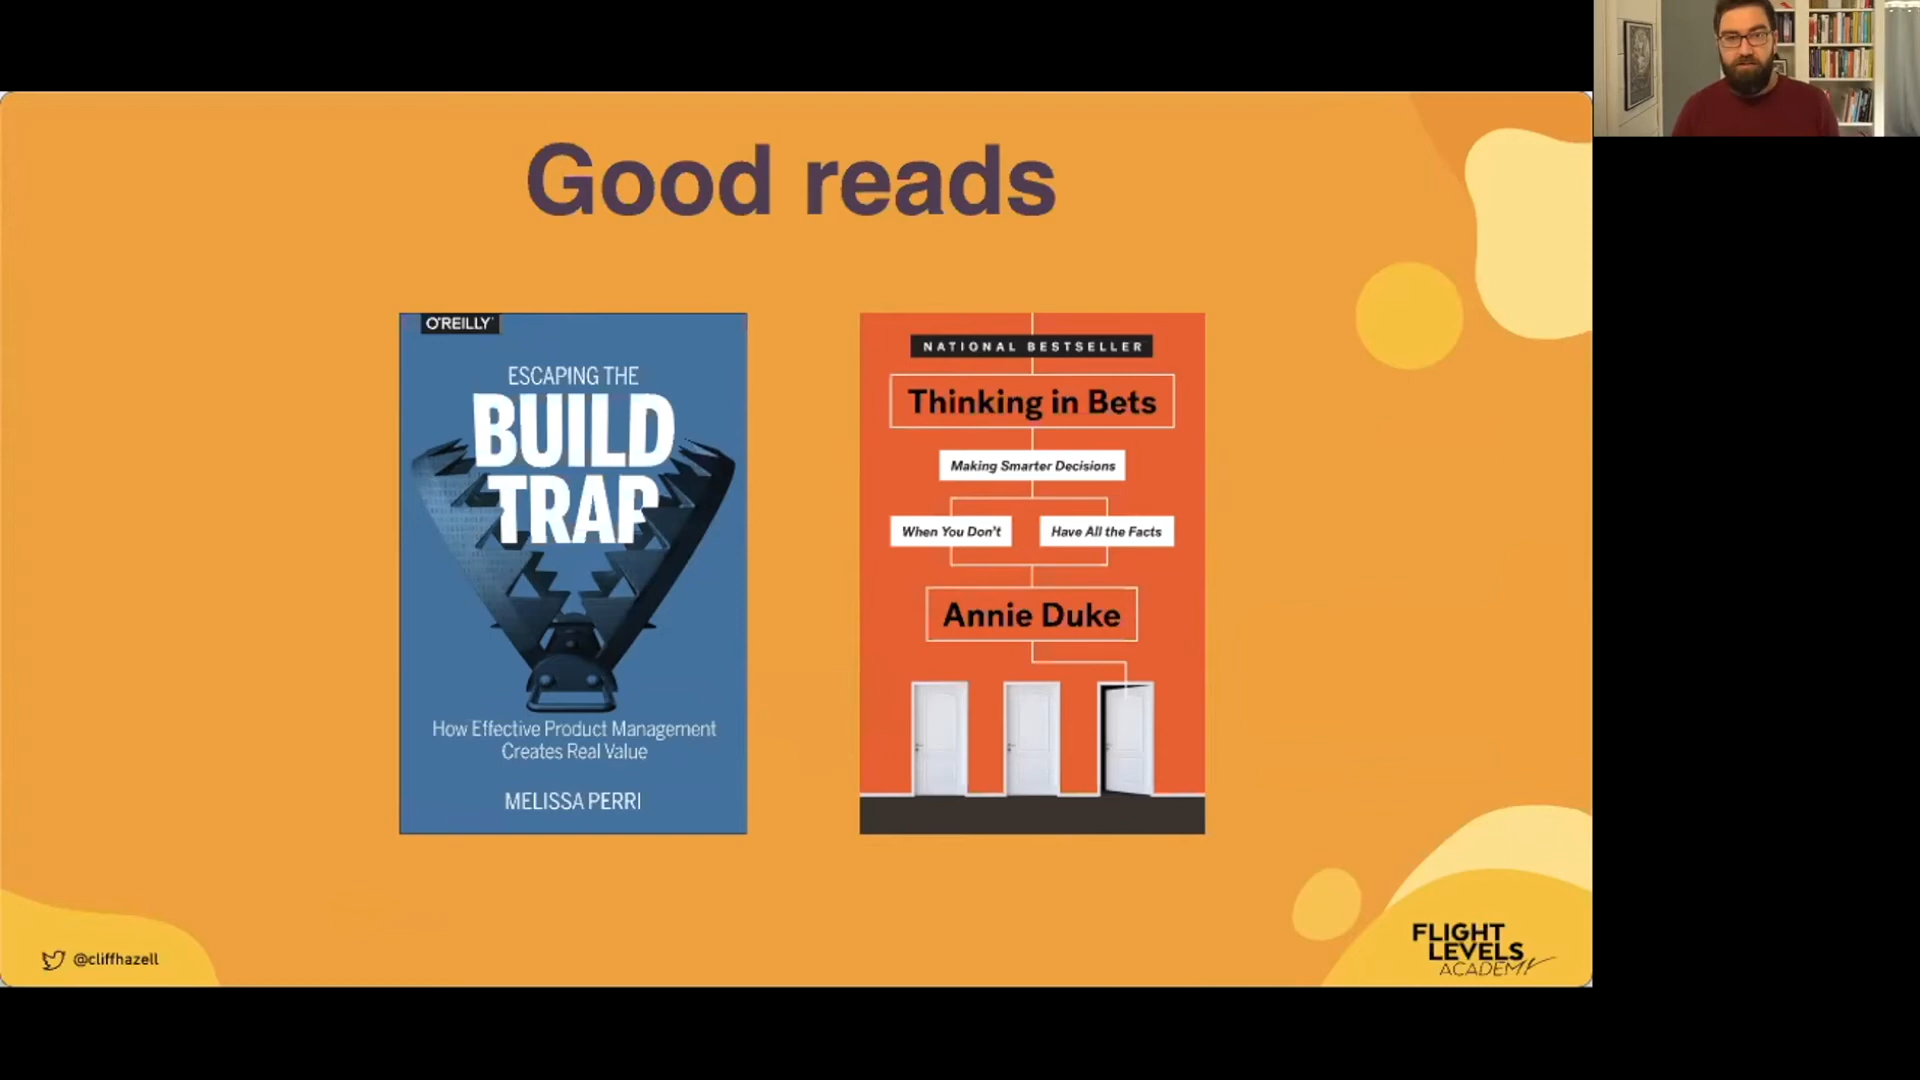 Good reads
O'REILLY
ESCAPING THE
BUILD
TRAP
How Effective Product Management
Creates Real Value
MELISSA PERRI
NATIONAL BESTSELLER
Thinking in Bets
Making Smarter Decisions
When You Don't
Have All the Facts
Annie Duke
@cliffhazell
FLIGHT
LEVELS
ACADEMY